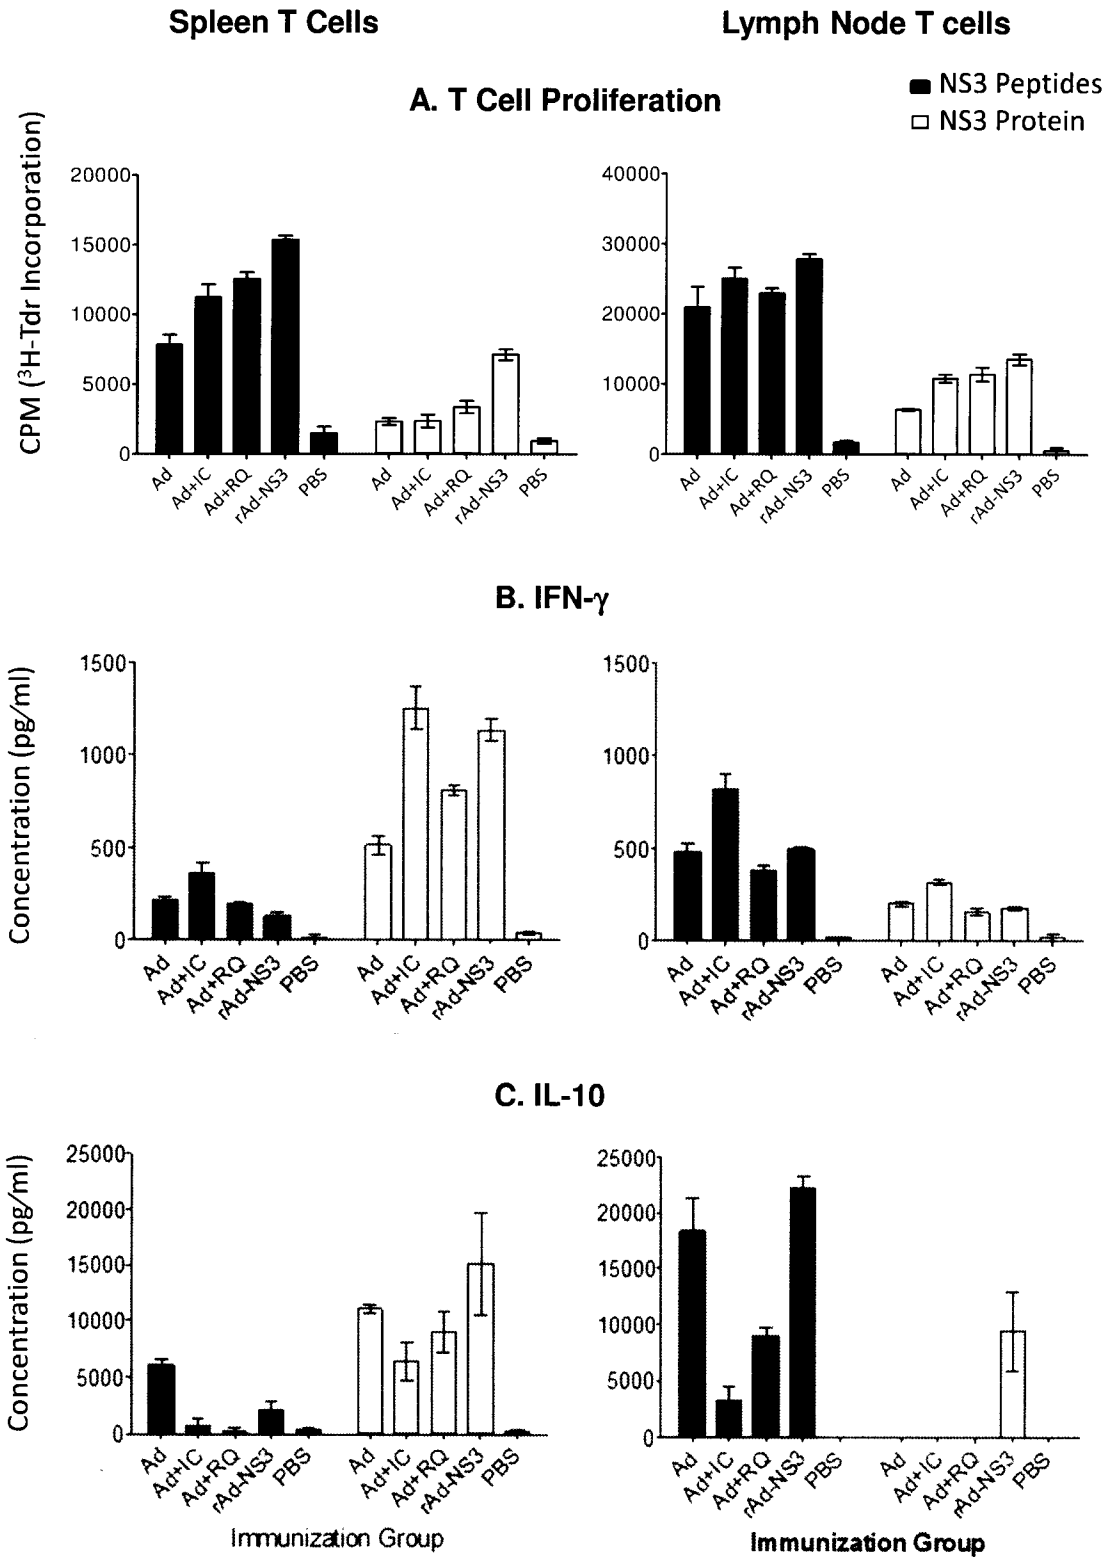 Spleen T Cells
Lymph Node T cells
A. T Cell Proliferation
NS3 Peptides
NS3 Protein
CPM (³H-Tdr Incorporation)
20000
15000
10000
5000
0
Ad
Ad+IC
Ad+RQ
rAd-NS3
PBS
Ad
Ad+IC
Ad+RQ
rAd-NS3
PBS
40000
30000
20000
10000
0
Ad
Ad+IC
Ad+RQ
rAd-NS3
PBS
Ad
Ad+IC
Ad+RQ
rAd-NS3
PBS
B. IFN-γ
Concentration (pg/ml)
1500
1000
500
0
Ad
Ad+IC
Ad+RQ
rAd-NS3
PBS
Ad
Ad+IC
Ad+RQ
rAd-NS3
PBS
1500
1000
500
0
Ad
Ad+IC
Ad+RQ
rAd-NS3
PBS
Ad
Ad+IC
Ad+RQ
rAd-NS3
PBS
C. IL-10
Concentration (pg/ml)
25000
20000
15000
10000
5000
0
Ad
Ad+IC
Ad+RQ
rAd-NS3
PBS
Ad
Ad+IC
Ad+RQ
rAd-NS3
PBS
Immunization Group
25000
20000
15000
10000
5000
0
Ad
Ad+IC
Ad+RQ
rAd-NS3
PBS
Ad
Ad+IC
Ad+RQ
rAd-NS3
PBS
Immunization Group